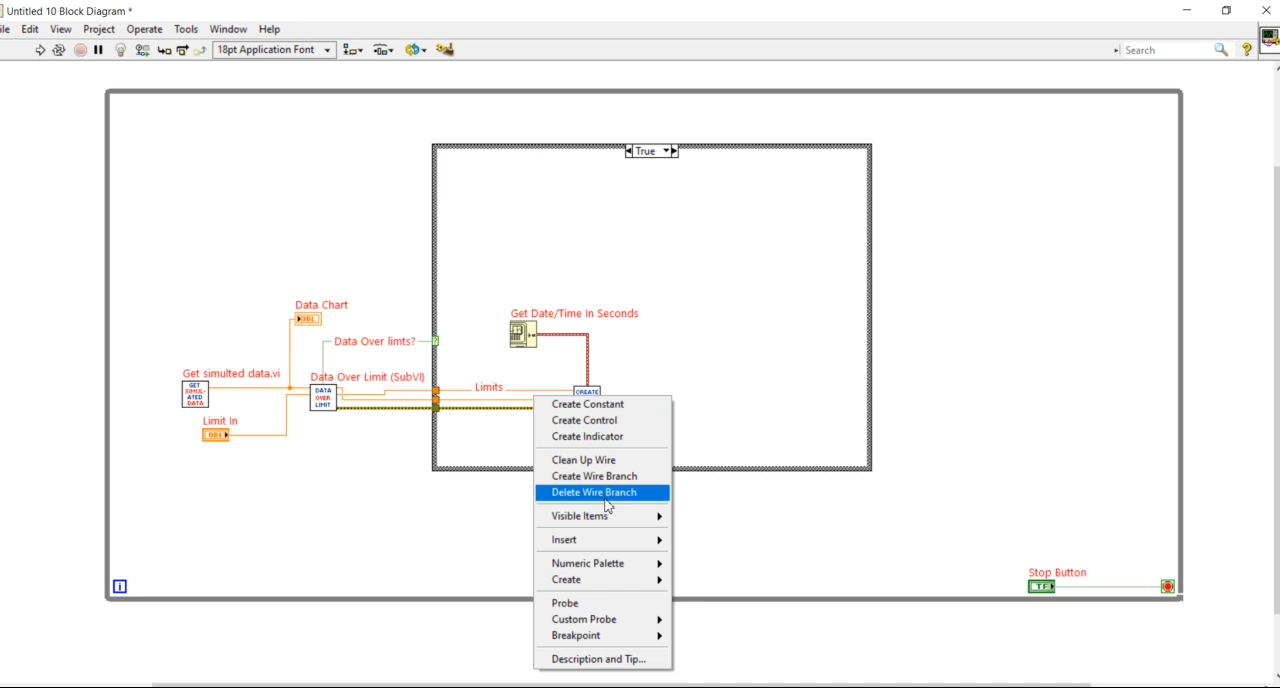 Untitled 10 Block Diagram *
ile Edit View Project Operate Tools Window Help
18pt Application Font
Search
?
True
Data Chart
DBL
Get Date/Time In Seconds
Data Over limts?
?
Get simulted data.vi
Data Over Limit (SubVI)
GET
SIMUL-
ATED
DATA
DATA
OVER
LIMIT
Limits
CREATE
Limit In
DBL
Create Constant
Create Control
Create Indicator
Clean Up Wire
Create Wire Branch
Delete Wire Branch
Visible Items
Insert
Numeric Palette
Create
Probe
Custom Probe
Breakpoint
Description and Tip...
Stop Button
TF
i